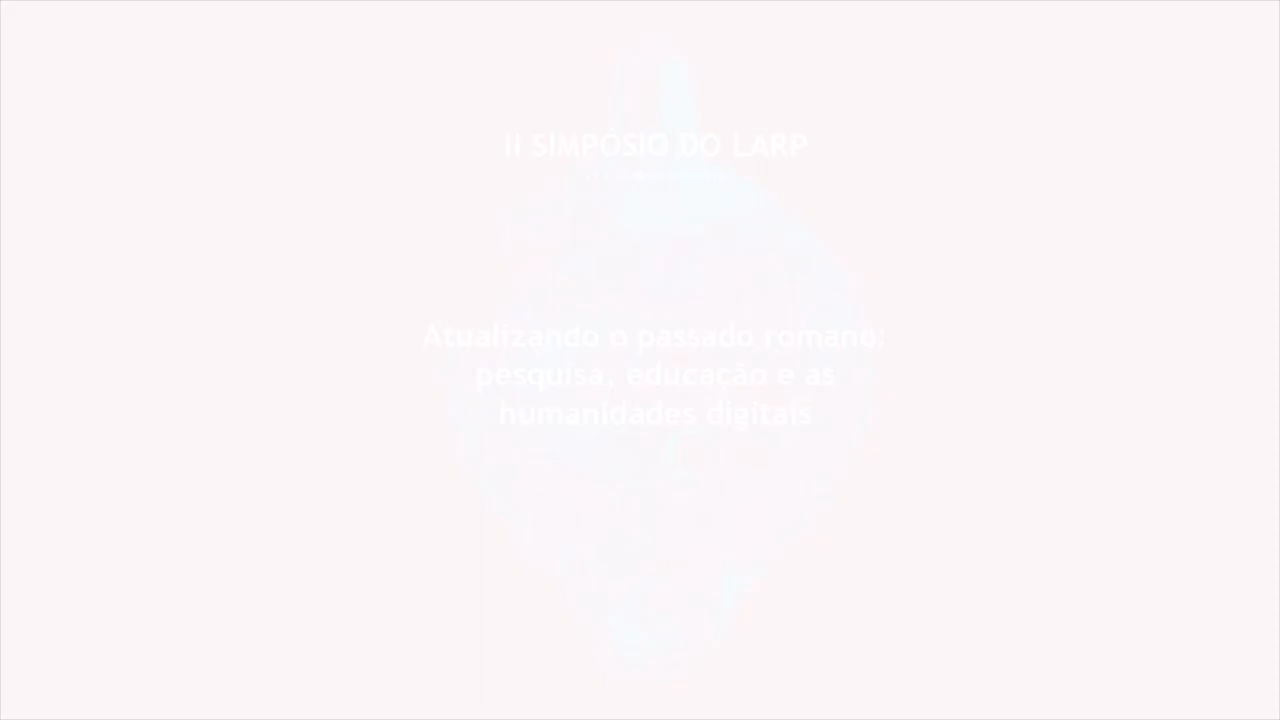 II SIMPÓSIO DO LARP
Atualizando o passado romano:
pesquisa, educação e as
humanidades digitais